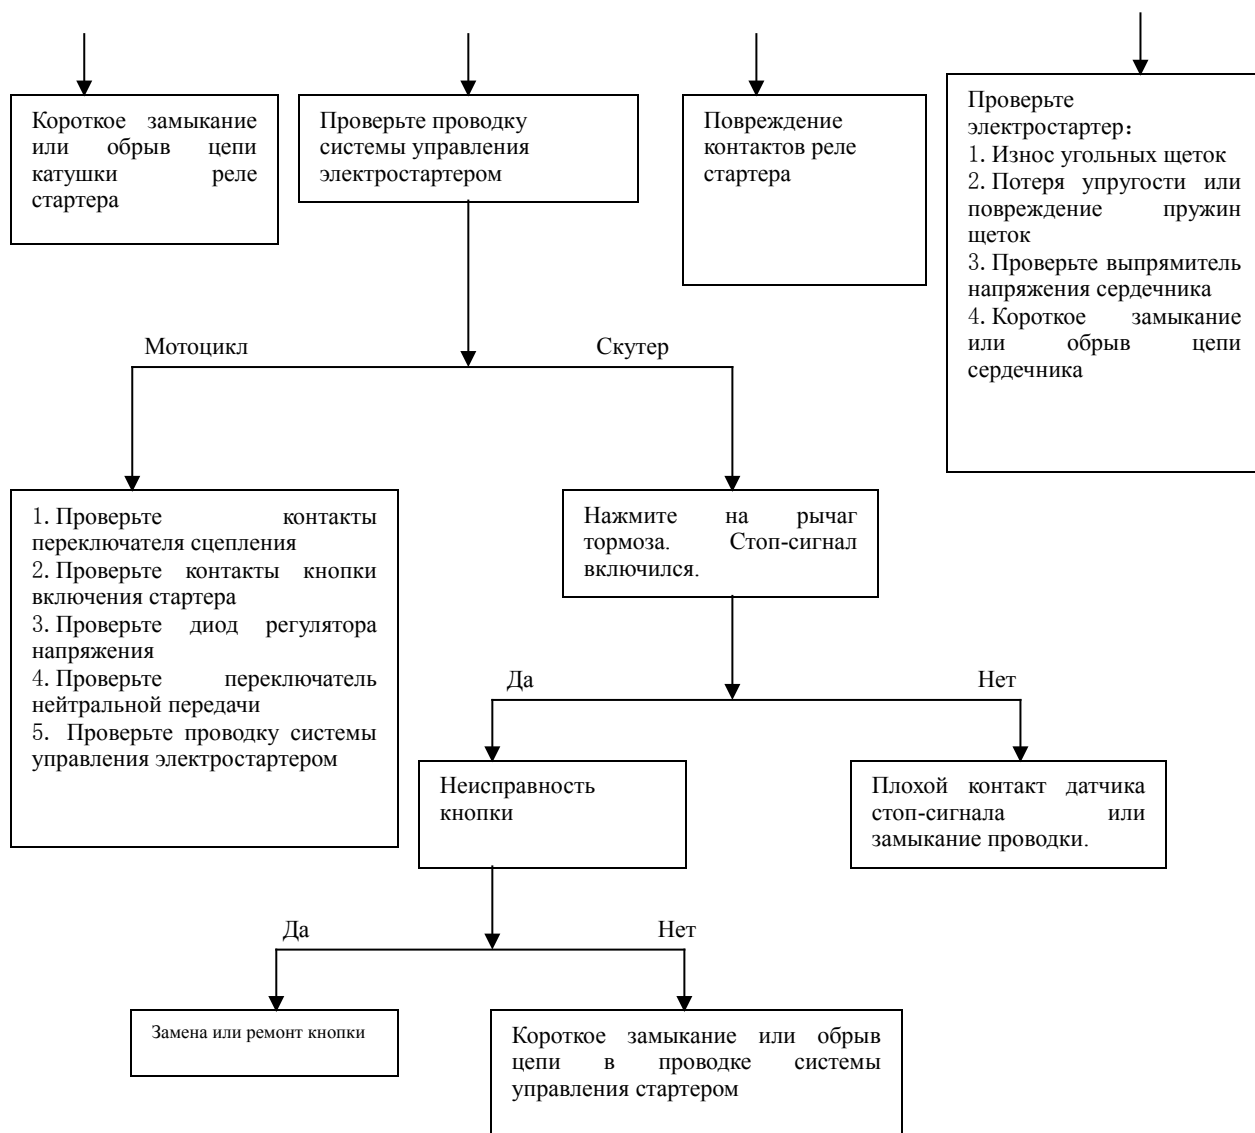 Короткое замыкание
или обрыв цепи
катушки реле
стартера
Проверьте проводку
системы управления
электростартером
Повреждение
контактов реле
стартера
Проверьте
электростартер：
1. Износ угольных щеток
2. Потеря упругости или
повреждение пружин
щеток
3. Проверьте выпрямитель
напряжения сердечника
4. Короткое замыкание
или обрыв цепи
сердечника
Мотоцикл
Скутер
1. Проверьте контакты
переключателя сцепления
2. Проверьте контакты кнопки
включения стартера
3. Проверьте диод регулятора
напряжения
4. Проверьте переключатель
нейтральной передачи
5. Проверьте проводку системы
управления электростартером
Нажмите на рычаг
тормоза. Стоп-сигнал
включился.
Да
Нет
Неисправность
кнопки
Плохой контакт датчика
стоп-сигнала или
замыкание проводки.
Да
Нет
Замена или ремонт кнопки
Короткое замыкание или обрыв
цепи в проводке системы
управления стартером